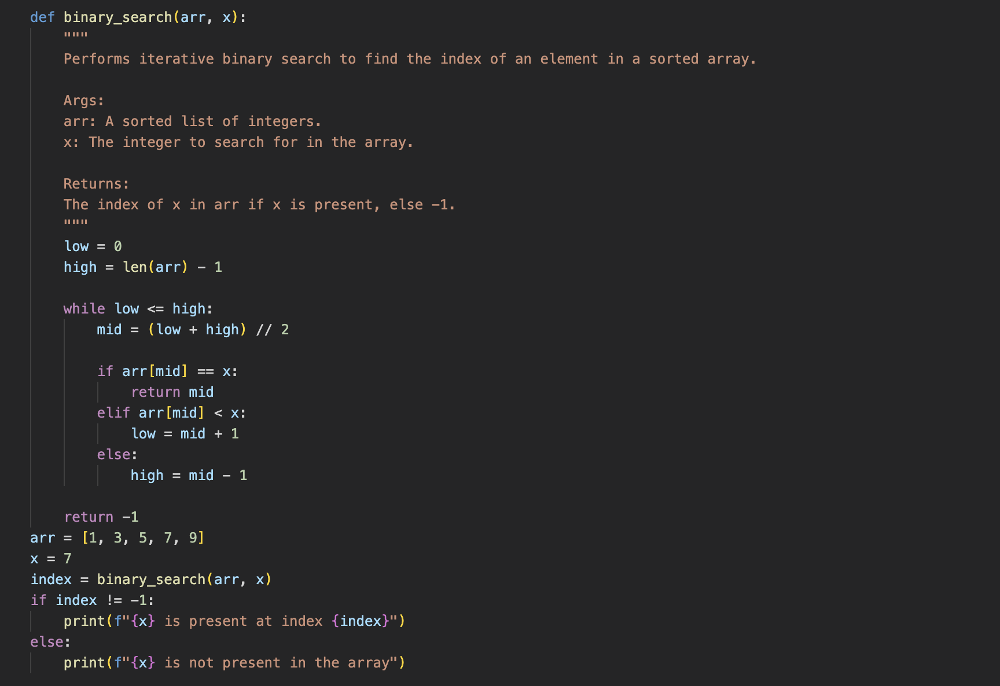 def binary_search(arr, x):
    """
    Performs iterative binary search to find the index of an element in a sorted array.

    Args:
    arr: A sorted list of integers.
    x: The integer to search for in the array.

    Returns:
    The index of x in arr if x is present, else -1.
    """
    low = 0
    high = len(arr) - 1

    while low <= high:
        mid = (low + high) // 2

        if arr[mid] == x:
            return mid
        elif arr[mid] < x:
            low = mid + 1
        else:
            high = mid - 1

    return -1
arr = [1, 3, 5, 7, 9]
x = 7
index = binary_search(arr, x)
if index != -1:
    print(f"{x} is present at index {index}")
else:
    print(f"{x} is not present in the array")